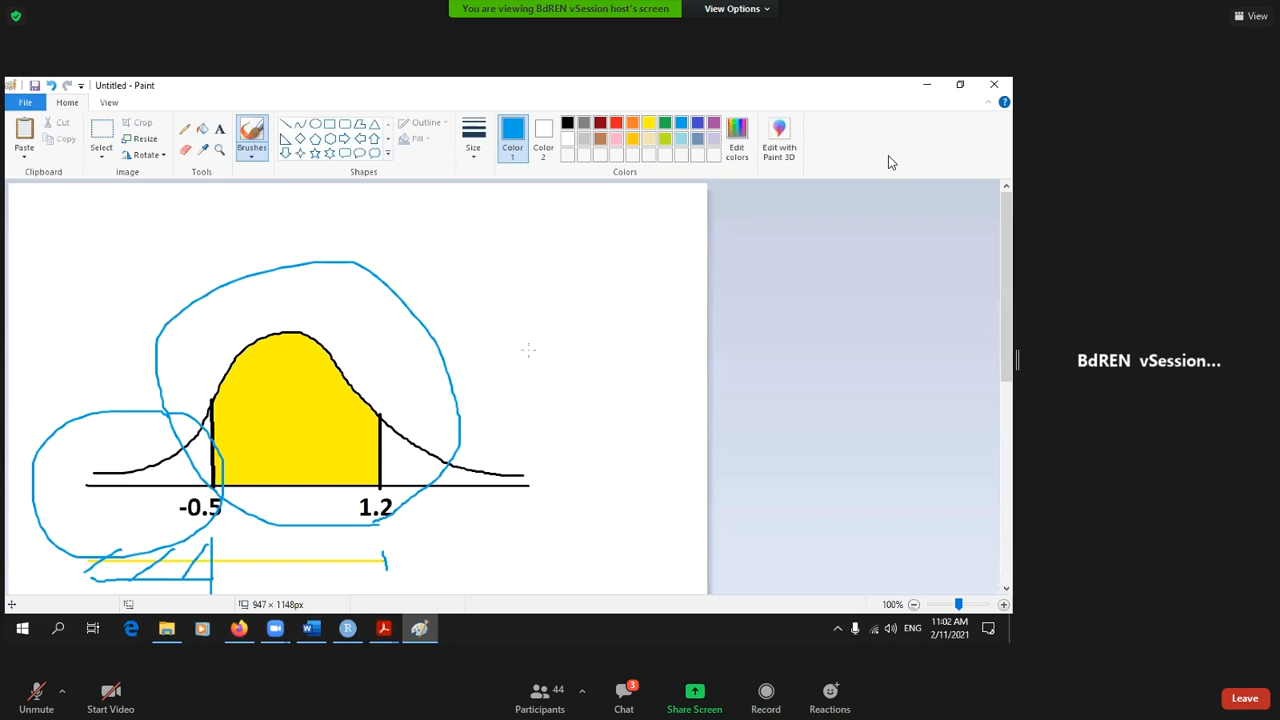 You are viewing BdREN vSession host's screen
View Options
View
Untitled - Paint
File Home View
Paste
Cut
Copy
Clipboard
Select
Crop
Resize
Rotate
Image
Tools
Brushes
Outline
Fill
Shapes
Size
Color 1
Color 2
Edit colors
Colors
Edit with Paint 3D
-0.5 1.2
BdREN vSession...
947 × 1148px
100%
ENG
11:02 AM
2/11/2021
Unmute
Start Video
44
Participants
3
Chat
Share Screen
Record
Reactions
Leave